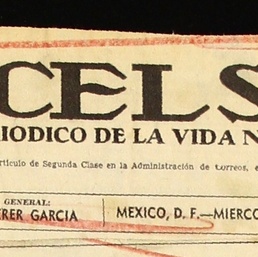 CELS
RIODICO DE LA VIDA N
rtículo de Segunda Clase en la Administración de Correos, e
GENERAL:
RER GARCIA MEXICO, D. F.—MIERCO